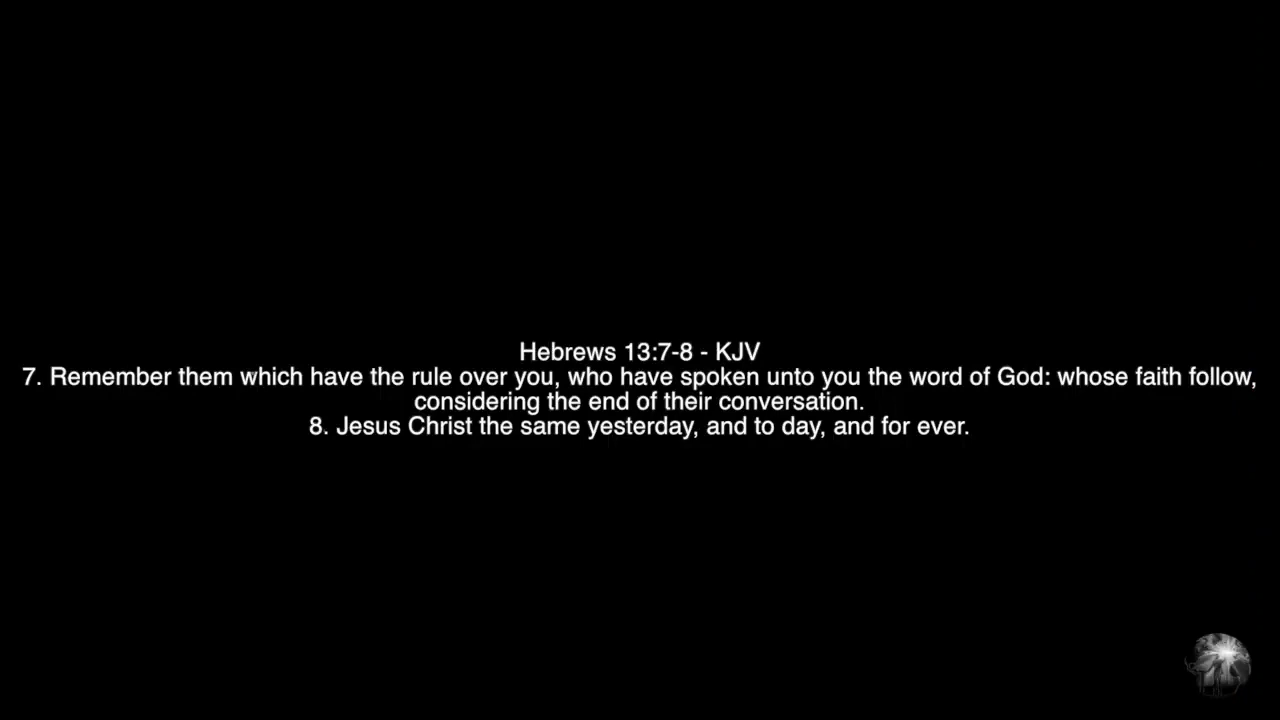 Hebrews 13:7-8 - KJV
7. Remember them which have the rule over you, who have spoken unto you the word of God: whose faith follow,
considering the end of their conversation.
8. Jesus Christ the same yesterday, and to day, and for ever.